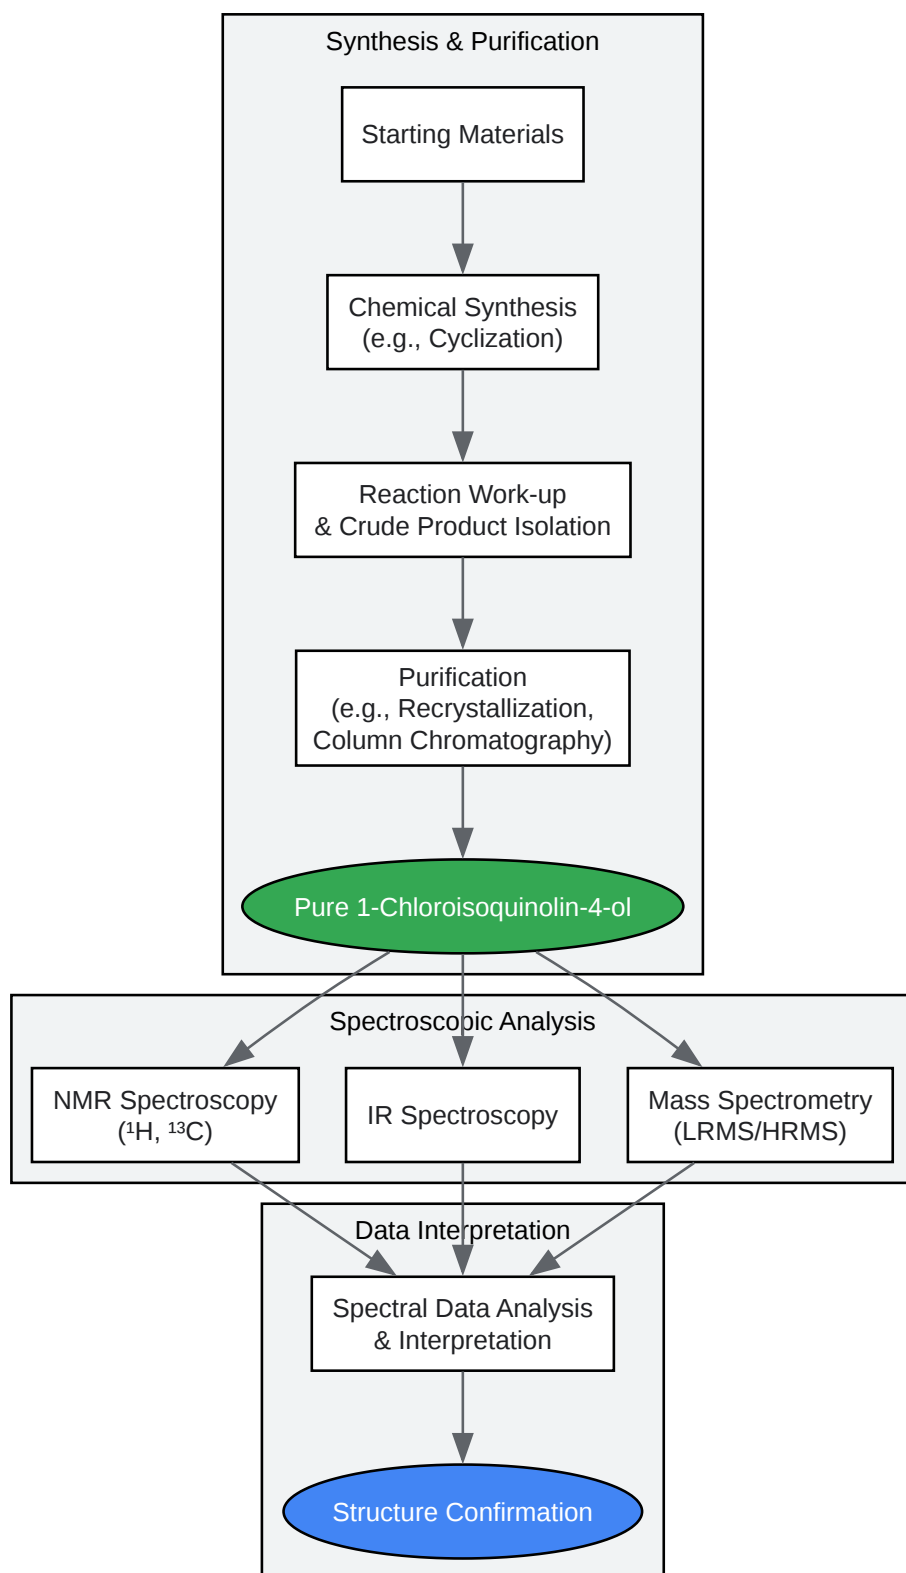 Synthesis & Purification
Starting Materials
Chemical Synthesis
(e.g., Cyclization)
Reaction Work-up
& Crude Product Isolation
Purification
(e.g., Recrystallization,
Column Chromatography)
Pure 1-Chloroisoquinolin-4-ol
Spectroscopic Analysis
NMR Spectroscopy
(¹H, ¹³C)
IR Spectroscopy
Mass Spectrometry
(LRMS/HRMS)
Data Interpretation
Spectral Data Analysis
& Interpretation
Structure Confirmation